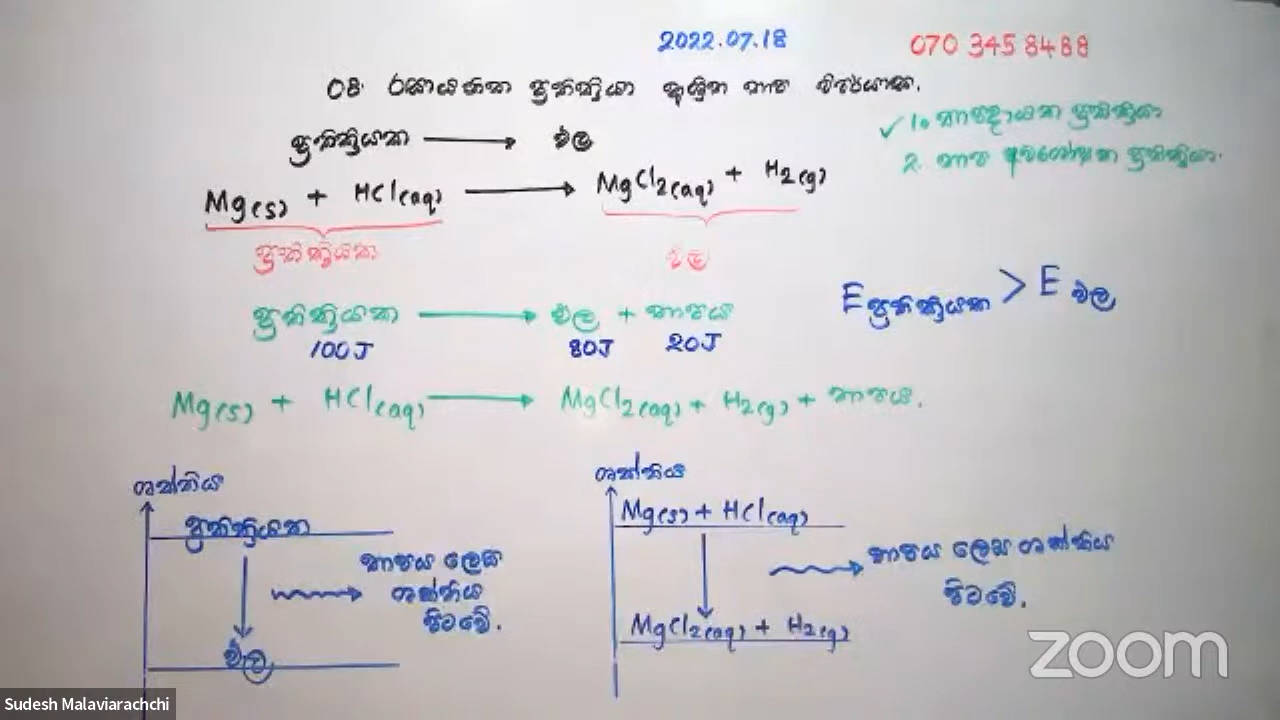 2022.07.18
070 345 8488
08. රසායනික ප්‍රතික්‍රියා ආශ්‍රිත තාප විපර්යාස.
✓ 1. තාපදායක ප්‍රතික්‍රියා
2. තාප අවශෝෂක ප්‍රතික්‍රියා.
ප්‍රතික්‍රියක → ඵල
Mg(s) + HCl(aq) → MgCl2(aq) + H2(g)
ප්‍රතික්‍රියක ඵල
E ප්‍රතික්‍රියක > E ඵල
ප්‍රතික්‍රියක → ඵල + තාපය
100J 80J 20J
Mg(s) + HCl(aq) → MgCl2(aq) + H2(g) + තාපය.
ශක්තිය
ප්‍රතික්‍රියක
තාපය ලෙස
ශක්තිය
පිටවේ.
ඵල
ශක්තිය
Mg(s) + HCl(aq)
තාපය ලෙස ශක්තිය
පිටවේ.
MgCl2(aq) + H2(g)
zoom
Sudesh Malaviarachchi